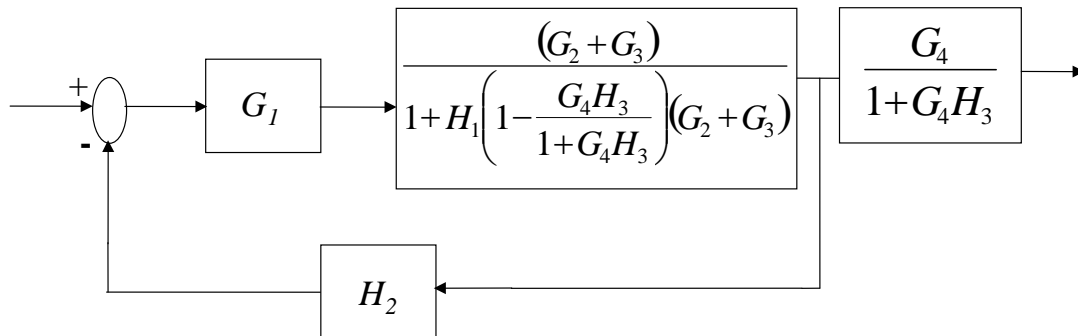 +
-
G₁
(G₂+G₃)
1+H₁(1-G₄H₃/(1+G₄H₃))(G₂+G₃)
G₄
1+G₄H₃
H₂